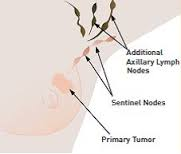 Additional
Axillary Lymph
Nodes
Sentinel Nodes
Primary Tumor